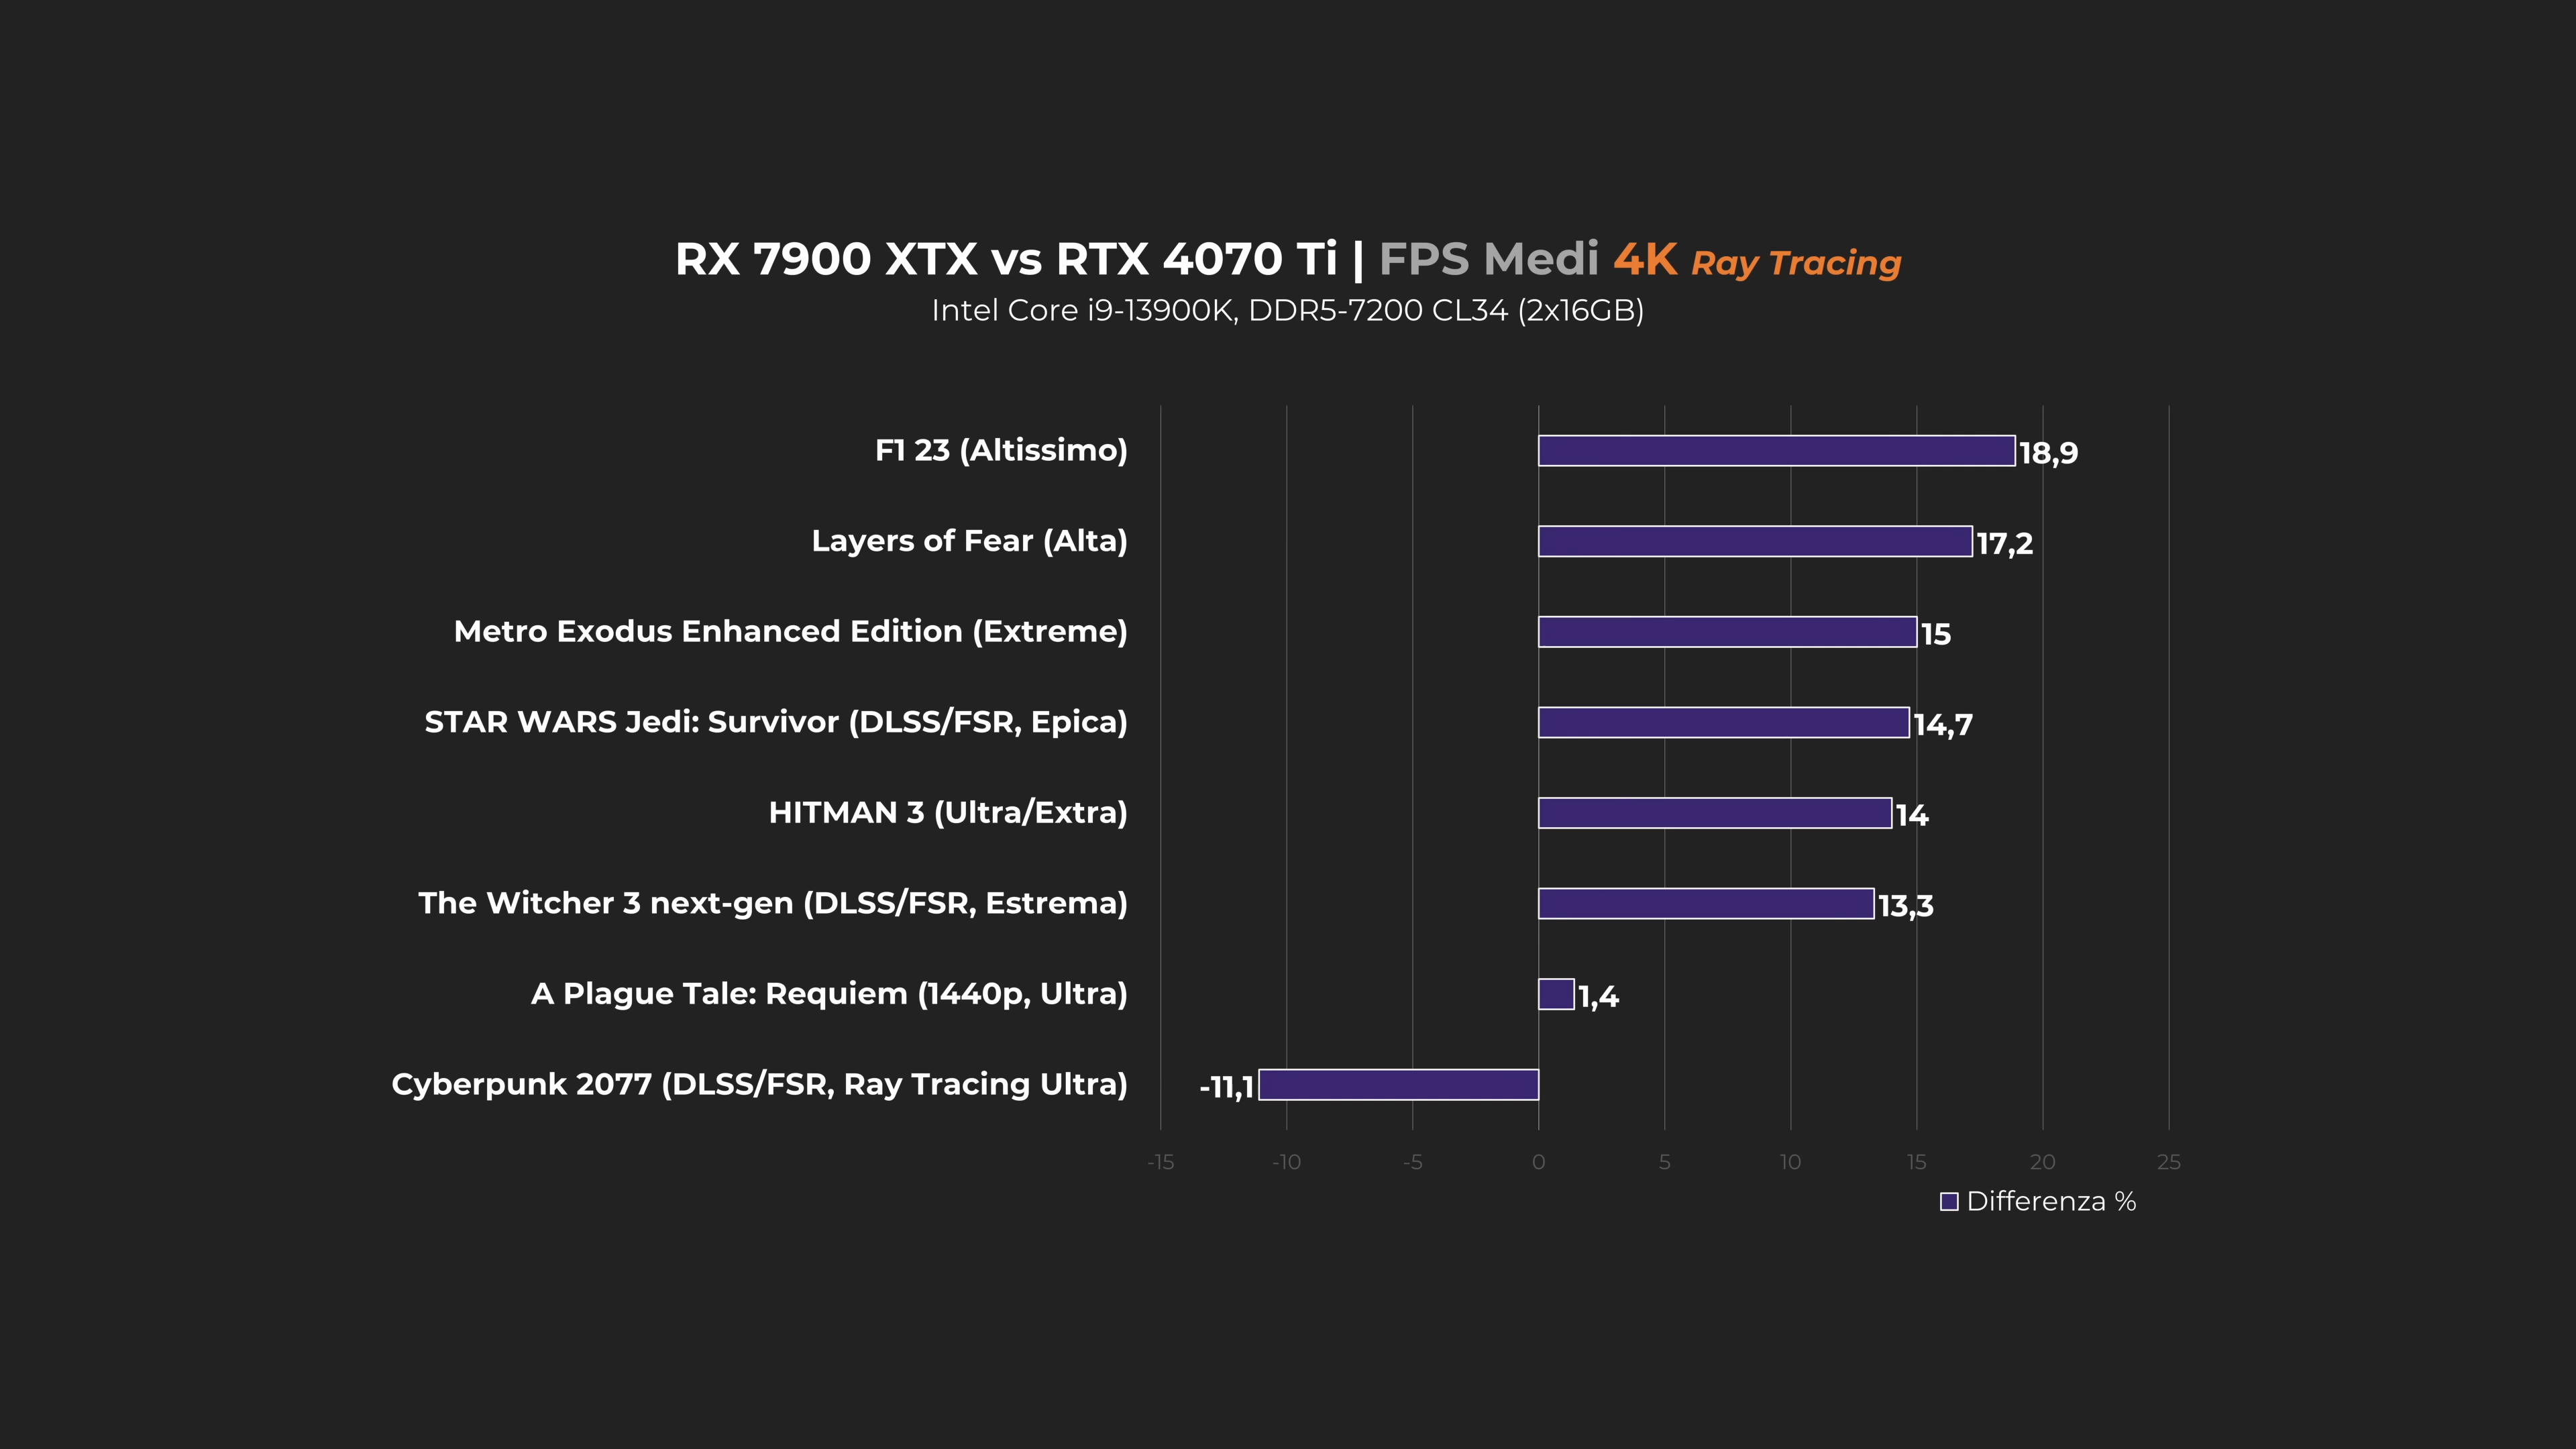 RX 7900 XTX vs RTX 4070 Ti | FPS Medi 4K Ray Tracing
Intel Core i9-13900K, DDR5-7200 CL34 (2x16GB)
F1 23 (Altissimo) 18,9
Layers of Fear (Alta) 17,2
Metro Exodus Enhanced Edition (Extreme) 15
STAR WARS Jedi: Survivor (DLSS/FSR, Epica) 14,7
HITMAN 3 (Ultra/Extra) 14
The Witcher 3 next-gen (DLSS/FSR, Estrema) 13,3
A Plague Tale: Requiem (1440p, Ultra) 1,4
Cyberpunk 2077 (DLSS/FSR, Ray Tracing Ultra) -11,1
-15 -10 -5 0 5 10 15 20 25
Differenza %